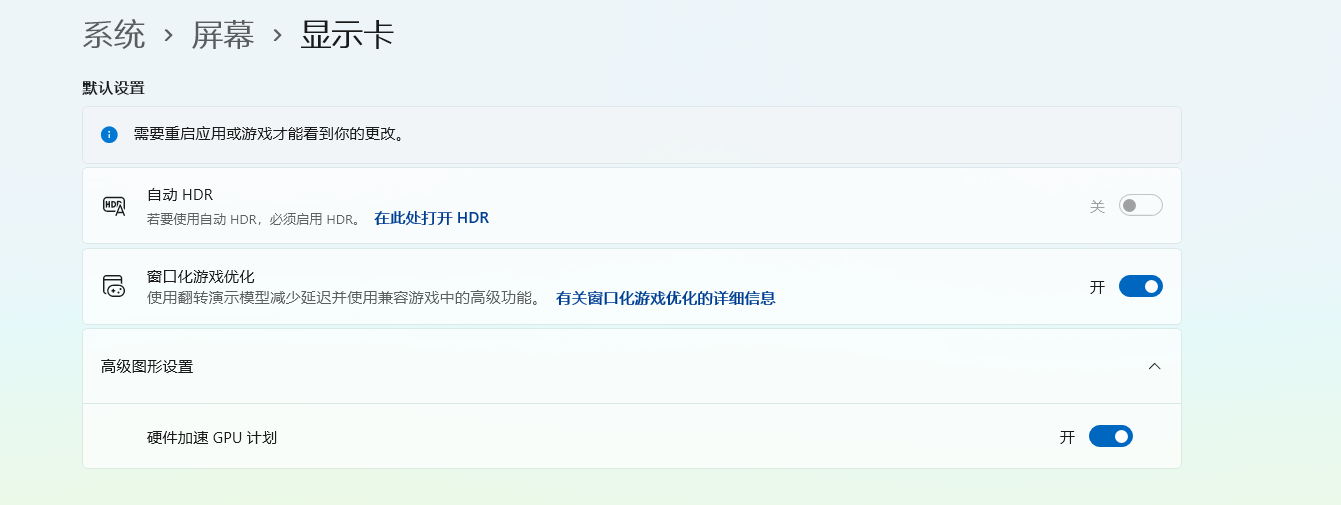 系统 › 屏幕 › 显示卡
默认设置
需要重启应用或游戏才能看到你的更改。
自动 HDR
若要使用自动 HDR，必须启用 HDR。 在此处打开 HDR
关
窗口化游戏优化
使用翻转演示模型减少延迟并使用兼容游戏中的高级功能。 有关窗口化游戏优化的详细信息
开
高级图形设置
硬件加速 GPU 计划
开